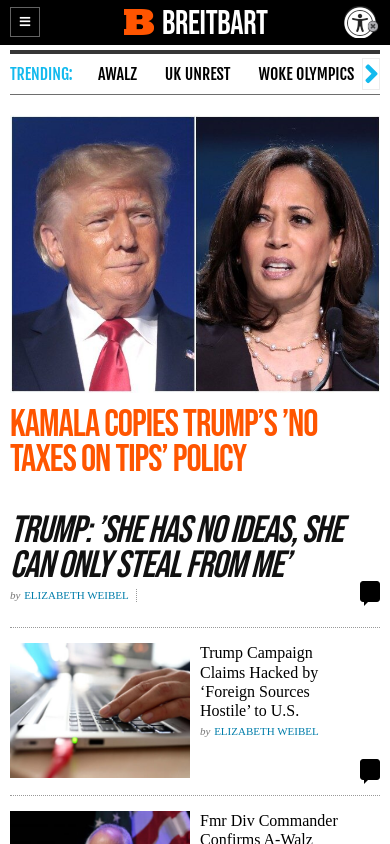 BREITBART
TRENDING: AWALZ UK UNREST WOKE OLYMPICS
KAMALA COPIES TRUMP’S ’NO
TAXES ON TIPS’ POLICY
TRUMP: ’SHE HAS NO IDEAS, SHE
CAN ONLY STEAL FROM ME’
by ELIZABETH WEIBEL
Trump Campaign
Claims Hacked by
‘Foreign Sources
Hostile’ to U.S.
by ELIZABETH WEIBEL
Fmr Div Commander
Confirms A-Walz